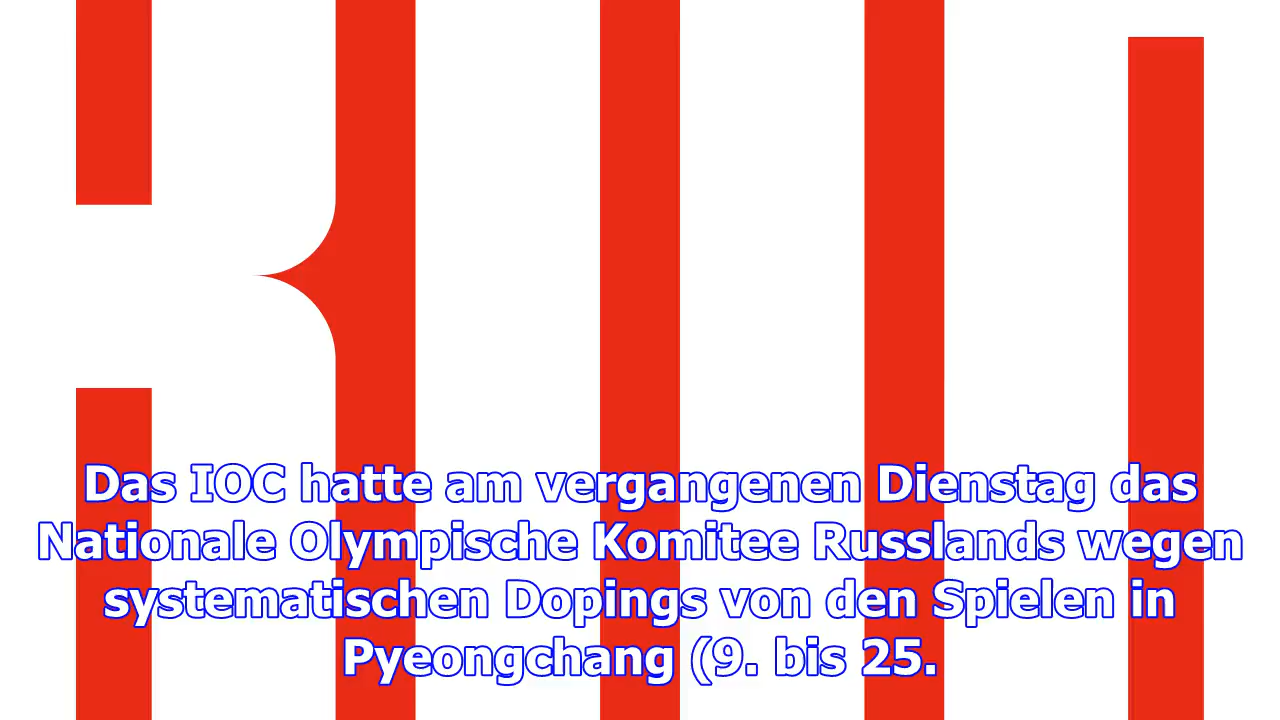 Das IOC hatte am vergangenen Dienstag das
Nationale Olympische Komitee Russlands wegen
systematischen Dopings von den Spielen in
Pyeongchang (9. bis 25.